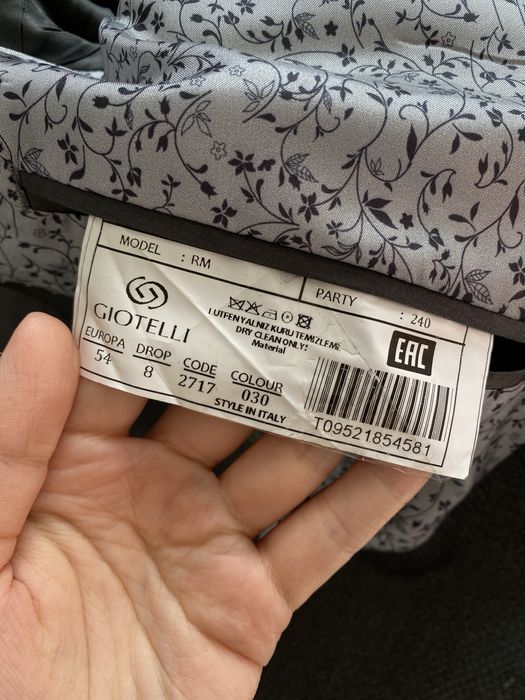 MODEL : RM
PARTY : 240
GIOTELLI
LUTFEN YALNIZ KURU TEMIZLEME
DRY CLEAN ONLY!
Material
EAC
EUROPA DROP CODE COLOUR
54 8 2717 030
STYLE IN ITALY
T09521854581